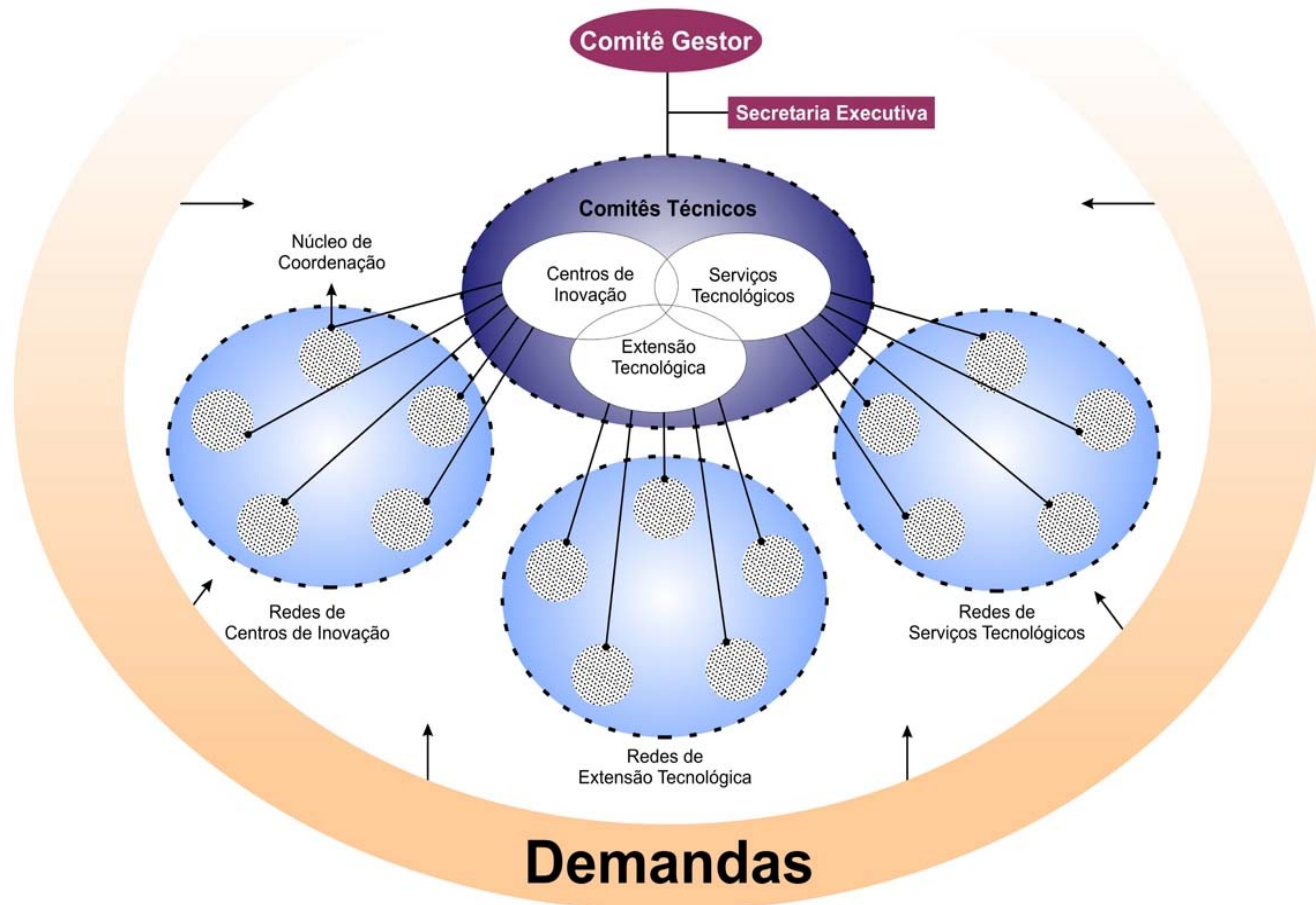 Comitê Gestor
Secretaria Executiva
Comitês Técnicos
Núcleo de
Coordenação
Centros de
Inovação
Serviços
Tecnológicos
Extensão
Tecnológica
Redes de
Centros de Inovação
Redes de
Serviços Tecnológicos
Redes de
Extensão Tecnológica
Demandas